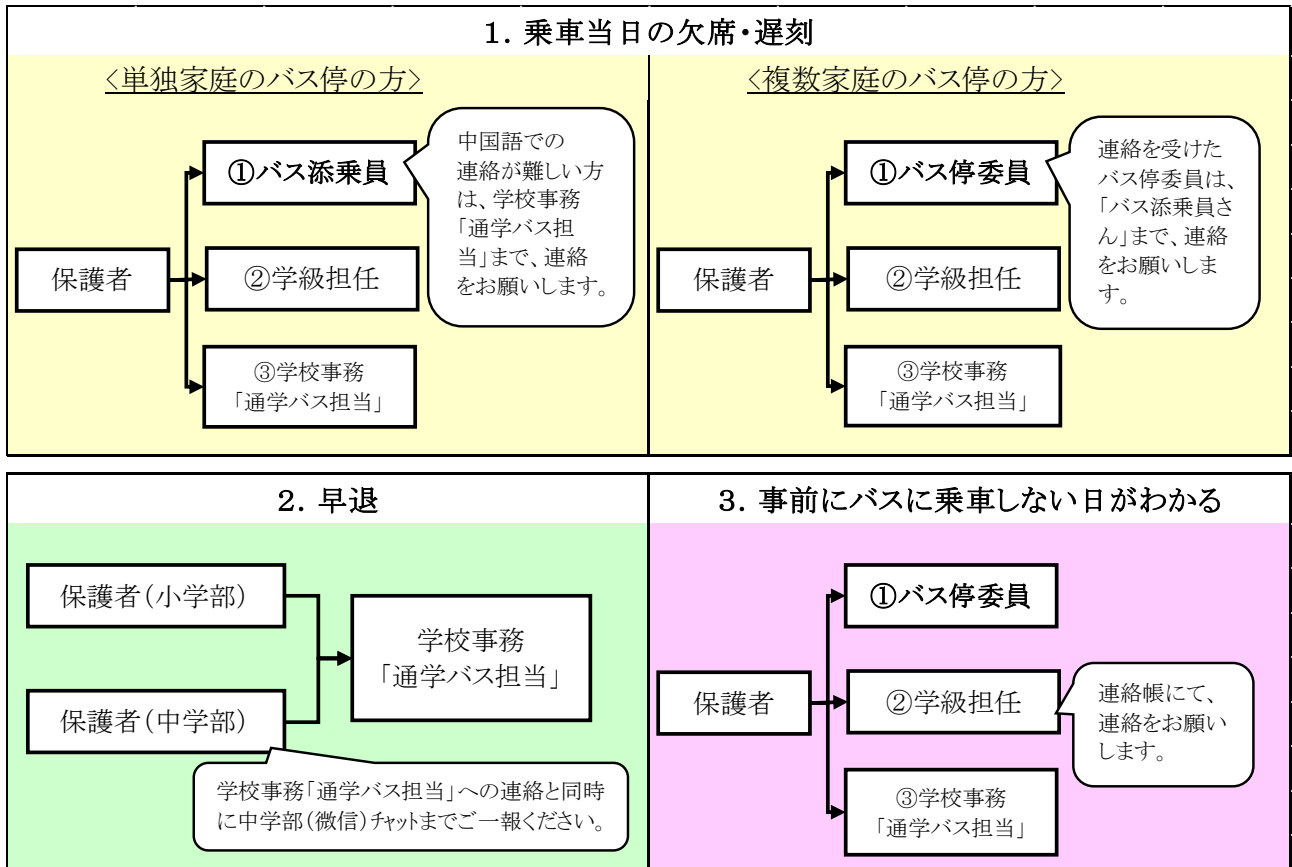 1．乗車当日の欠席・遅刻
<単独家庭のバス停の方>
保護者
①バス添乗員
②学級担任
③学校事務
「通学バス担当」
中国語での
連絡が難しい方
は、学校事務
「通学バス担
当」まで、連絡
をお願いします。
<複数家庭のバス停の方>
保護者
①バス停委員
②学級担任
③学校事務
「通学バス担当」
連絡を受けた
バス停委員は、
「バス添乗員さ
ん」まで、連絡
をお願いしま
す。
2．早退
保護者（小学部）
保護者（中学部）
学校事務
「通学バス担当」
学校事務「通学バス担当」への連絡と同時
に中学部（微信）チャットまでご一報ください。
3．事前にバスに乗車しない日がわかる
保護者
①バス停委員
②学級担任
③学校事務
「通学バス担当」
連絡帳にて、
連絡をお願い
します。